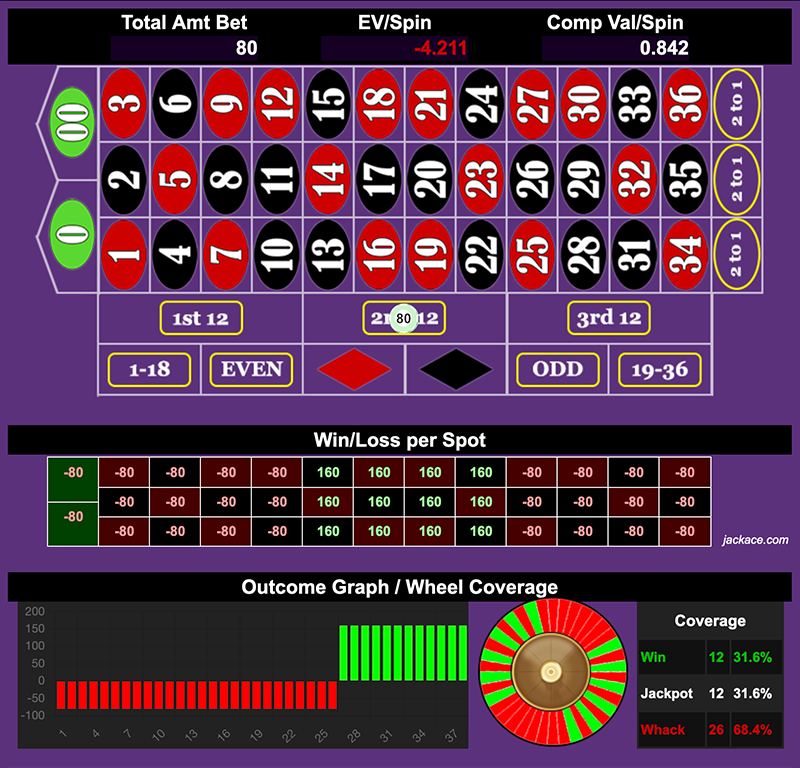 Total Amt Bet EV/Spin Comp Val/Spin
80 -4.211 0.842
00 3 6 9 12 15 18 21 24 27 30 33 36 2 to 1
2 5 8 11 14 17 20 23 26 29 32 35 2 to 1
0 1 4 7 10 13 16 19 22 25 28 31 34 2 to 1
1st 12 80 12 3rd 12
1-18 EVEN ODD 19-36
Win/Loss per Spot
-80 -80 -80 -80 -80 160 160 160 160 -80 -80 -80 -80
-80 -80 -80 -80 160 160 160 160 -80 -80 -80 -80
-80 -80 -80 -80 -80 160 160 160 160 -80 -80 -80 -80
jackace.com
Outcome Graph / Wheel Coverage
200
150
100
50
0
-50
-100
1 4 7 10 13 16 19 22 25 28 31 34 37
Coverage
Win 12 31.6%
Jackpot 12 31.6%
Whack 26 68.4%